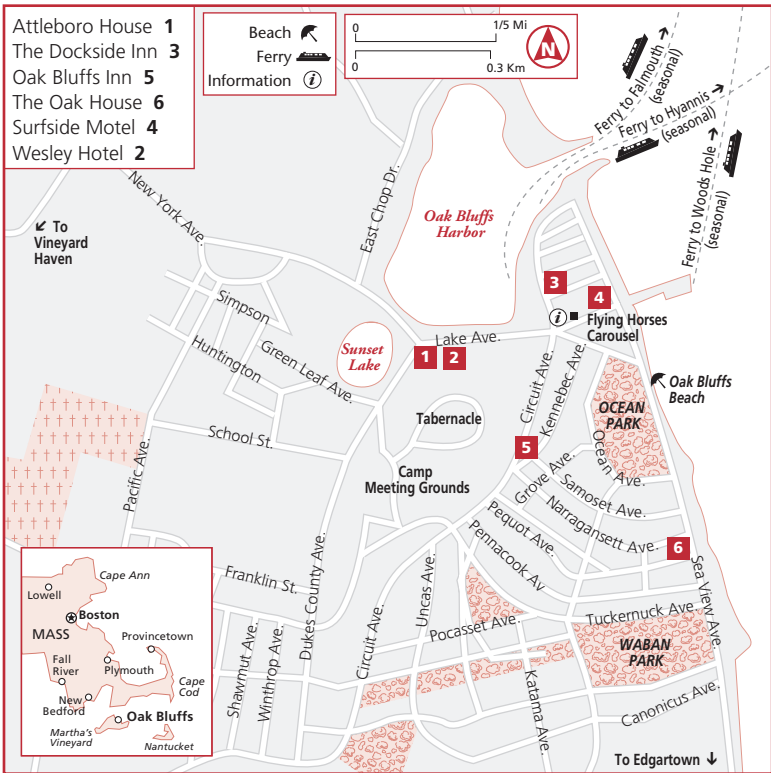 Attleboro House 1
The Dockside Inn 3
Oak Bluffs Inn 5
The Oak House 6
Surfside Motel 4
Wesley Hotel 2
Beach
Ferry
Information i
0 1/5 Mi
0 0.3 Km
N
Ferry to Falmouth
(seasonal)
Ferry to Hyannis
(seasonal)
Ferry to Woods Hole
(seasonal)
New York Ave.
East Chop Dr.
Oak Bluffs
Harbor
To
Vineyard
Haven
3
4
i
Flying Horses
Carousel
Simpson
Huntington
Green Leaf Ave.
Sunset
Lake
Lake Ave.
1
2
Circuit Ave.
Kennebec Ave.
Oak Bluffs
Beach
OCEAN
PARK
Ocean Ave.
Tabernacle
School St.
Pacific Ave.
Camp
Meeting Grounds
5
Grove Ave.
Samoset Ave.
Narragansett Ave.
Pequot Ave.
Pennacook Av
6
Sea View Ave.
Franklin St.
Dukes County Ave.
Shawmut Ave.
Winthrop Ave.
Circuit Ave.
Uncas Ave.
Pocasset Ave.
Tuckernuck Ave.
WABAN
PARK
Katama Ave.
Canonicus Ave.
To Edgartown
Cape Ann
Lowell
Boston
MASS
Provincetown
Fall
River
Plymouth
Cape
Cod
New
Bedford
Oak Bluffs
Martha's
Vineyard
Nantucket